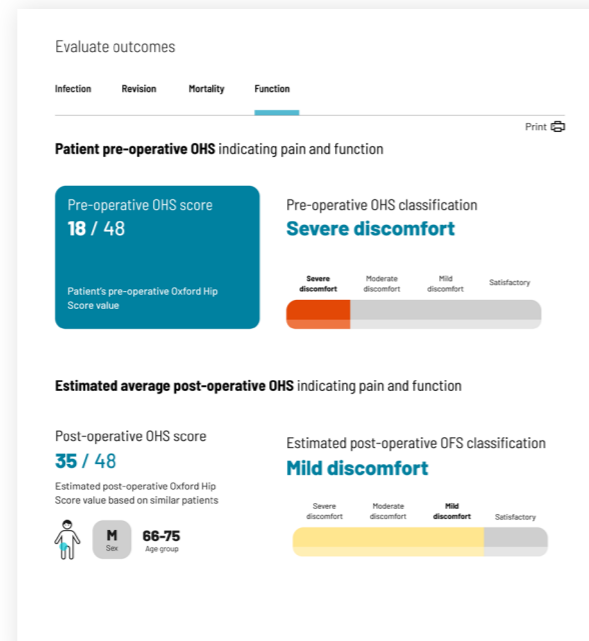 Evaluate outcomes
Infection Revision Mortality Function
Print
Patient pre-operative OHS indicating pain and function
Pre-operative OHS score
18 / 48
Patient's pre-operative Oxford Hip
Score value
Pre-operative OHS classification
Severe discomfort
Severe
discomfort
Moderate
discomfort
Mild
discomfort
Satisfactory
Estimated average post-operative OHS indicating pain and function
Post-operative OHS score
35 / 48
Estimated post-operative Oxford Hip
Score value based on similar patients
M
Sex
66-75
Age group
Estimated post-operative OFS classification
Mild discomfort
Severe
discomfort
Moderate
discomfort
Mild
discomfort
Satisfactory